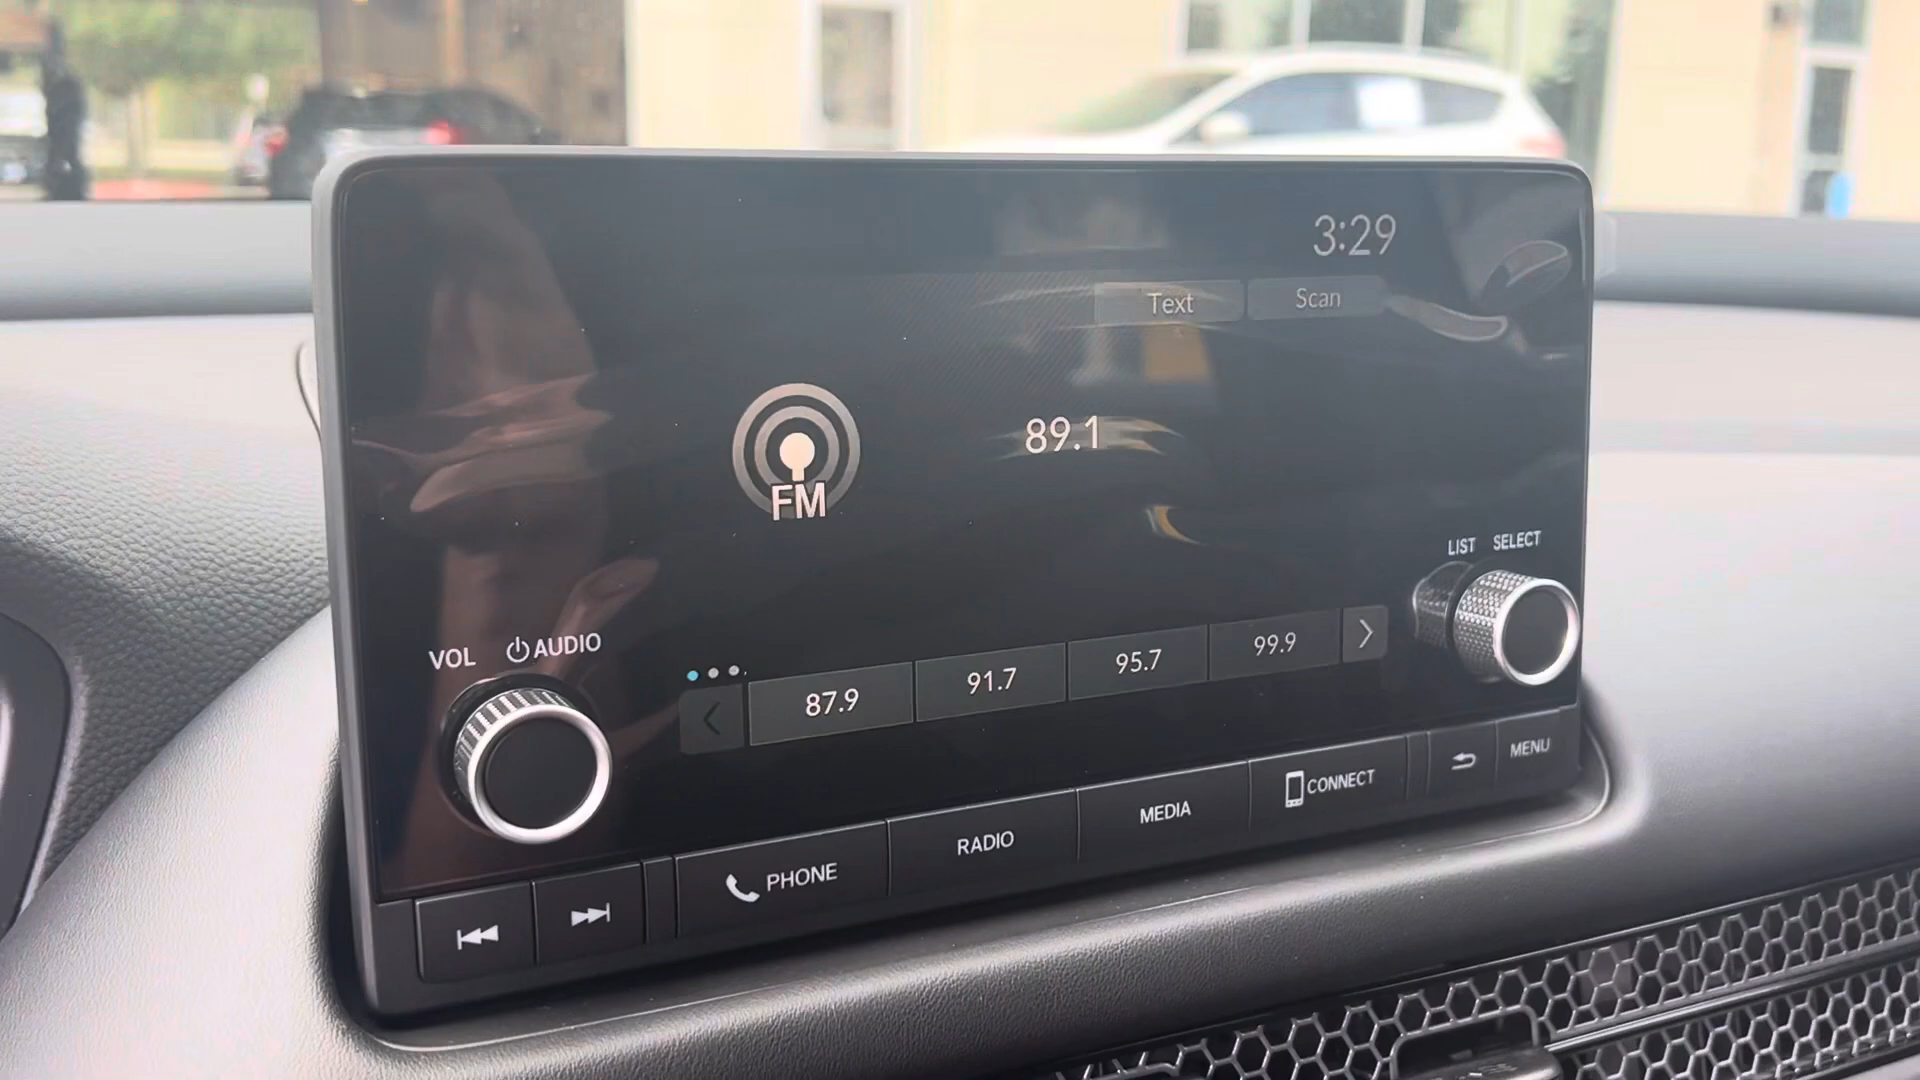 3:29
Text Scan
FM
89.1
LIST SELECT
VOL AUDIO
87.9 91.7 95.7 99.9
PHONE RADIO MEDIA CONNECT MENU